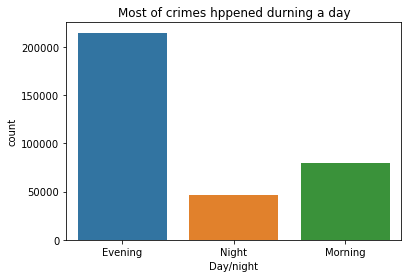 Most of crimes hppened durning a day
count
200000
150000
100000
50000
0
Evening Night Morning
Day/night